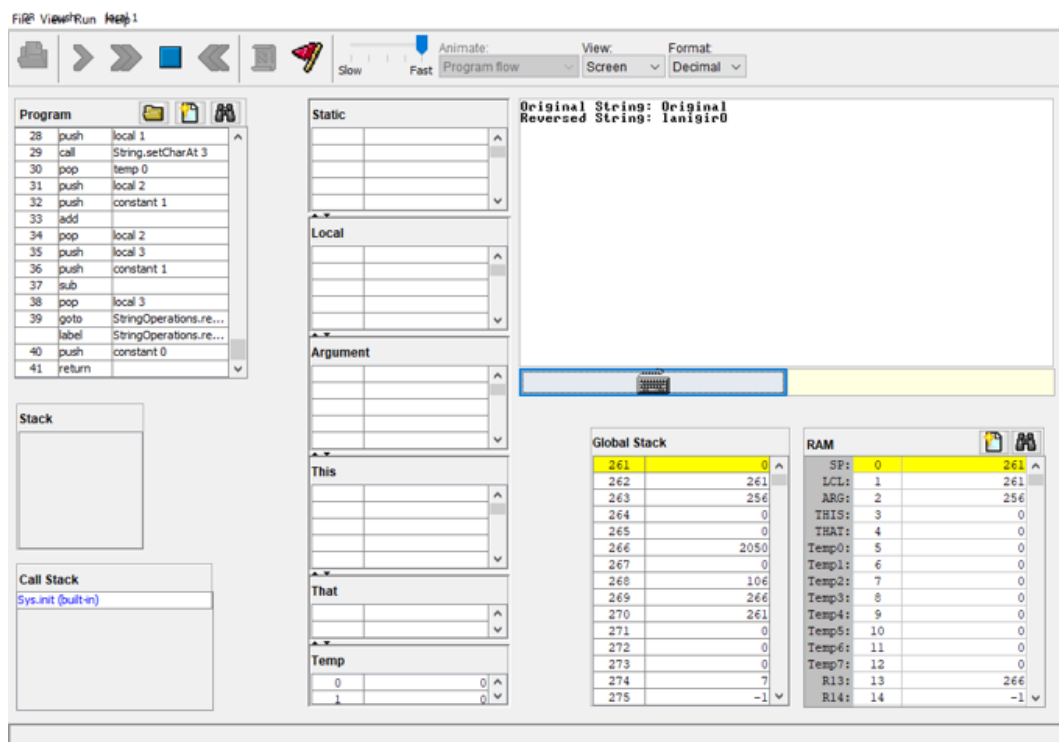 File View Run Help
Slow
Fast
Animate:
Program flow
View:
Screen
Format:
Decimal
Program
28 push local 1
29 call String.setCharAt 3
30 pop temp 0
31 push local 2
32 push constant 1
33 add
34 pop local 2
35 push local 3
36 push constant 1
37 sub
38 pop local 3
39 goto StringOperations.re...
label StringOperations.re...
40 push constant 0
41 return
Stack
Call Stack
Sys.init (built-in)
Static
Local
Argument
This
That
Temp
0 0
1 0
Original String: Original
Reversed String: lanigirO
Global Stack
261 0
262 261
263 256
264 0
265 0
266 2050
267 0
268 106
269 266
270 261
271 0
272 0
273 0
274 7
275 -1
RAM
SP: 0 261
LCL: 1 261
ARG: 2 256
THIS: 3 0
THAT: 4 0
Temp0: 5 0
Temp1: 6 0
Temp2: 7 0
Temp3: 8 0
Temp4: 9 0
Temp5: 10 0
Temp6: 11 0
Temp7: 12 0
R13: 13 266
R14: 14 -1